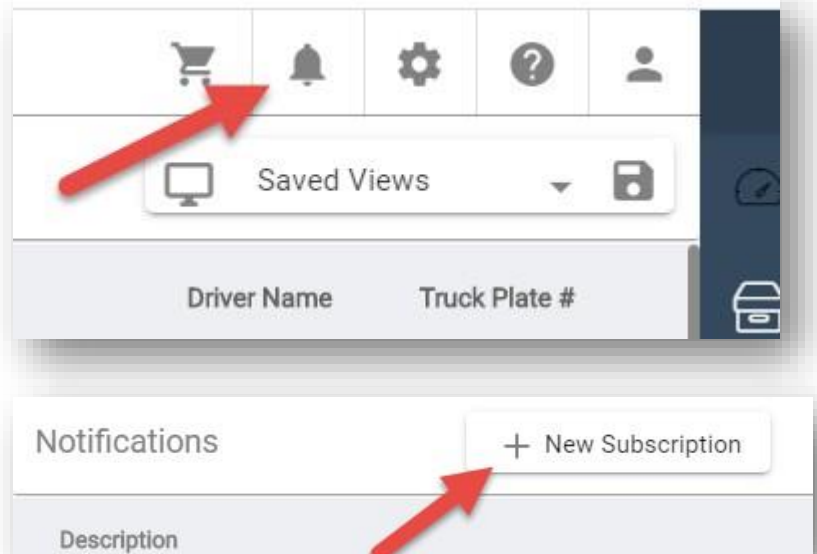 Saved Views
Driver Name Truck Plate #
Notifications + New Subscription
Description